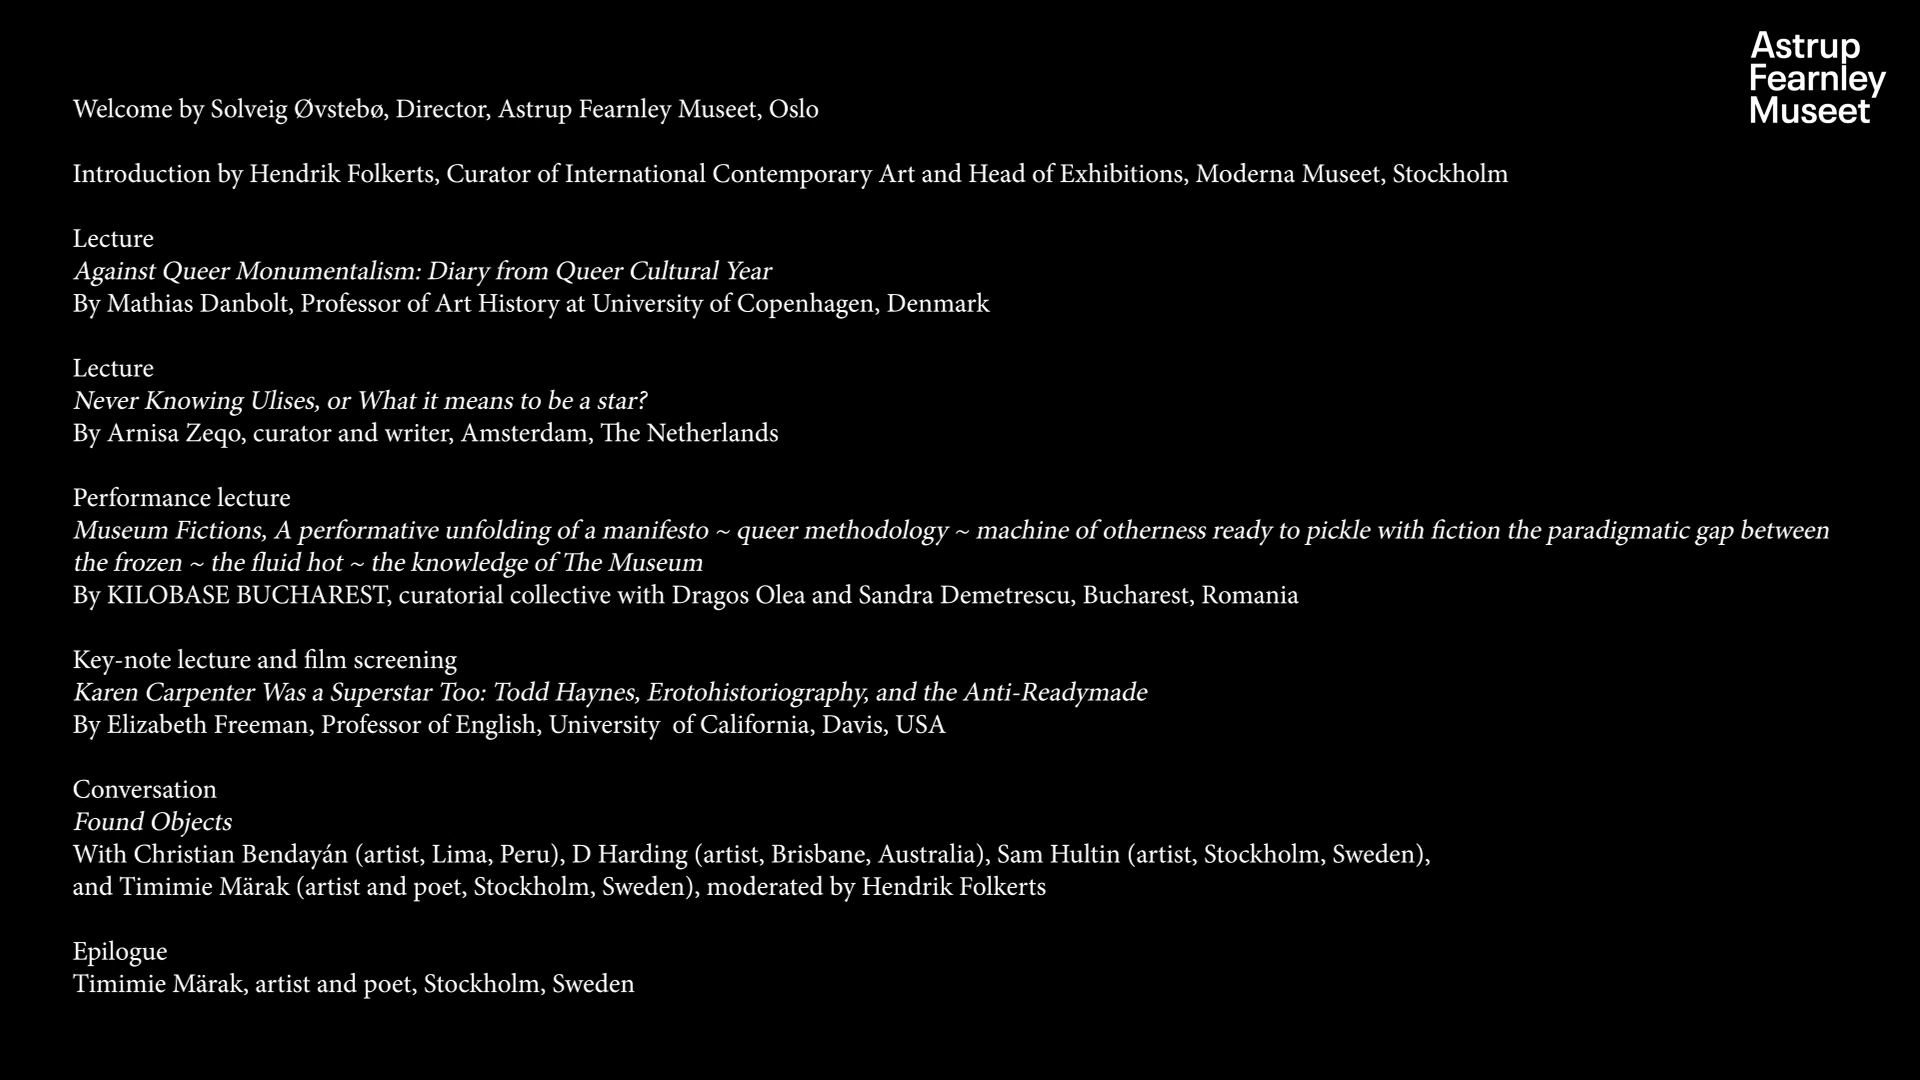 Astrup
Fearnley
Museet
Welcome by Solveig Øvstebø, Director, Astrup Fearnley Museet, Oslo
Introduction by Hendrik Folkerts, Curator of International Contemporary Art and Head of Exhibitions, Moderna Museet, Stockholm
Lecture
Against Queer Monumentalism: Diary from Queer Cultural Year
By Mathias Danbolt, Professor of Art History at University of Copenhagen, Denmark
Lecture
Never Knowing Ulises, or What it means to be a star?
By Arnisa Zeqo, curator and writer, Amsterdam, The Netherlands
Performance lecture
Museum Fictions, A performative unfolding of a manifesto ~ queer methodology ~ machine of otherness ready to pickle with fiction the paradigmatic gap between
the frozen ~ the fluid hot ~ the knowledge of The Museum
By KILOBASE BUCHAREST, curatorial collective with Dragos Olea and Sandra Demetrescu, Bucharest, Romania
Key-note lecture and film screening
Karen Carpenter Was a Superstar Too: Todd Haynes, Erotohistoriography, and the Anti-Readymade
By Elizabeth Freeman, Professor of English, University  of California, Davis, USA
Conversation
Found Objects
With Christian Bendayán (artist, Lima, Peru), D Harding (artist, Brisbane, Australia), Sam Hultin (artist, Stockholm, Sweden),
and Timimie Märak (artist and poet, Stockholm, Sweden), moderated by Hendrik Folkerts
Epilogue
Timimie Märak, artist and poet, Stockholm, Sweden